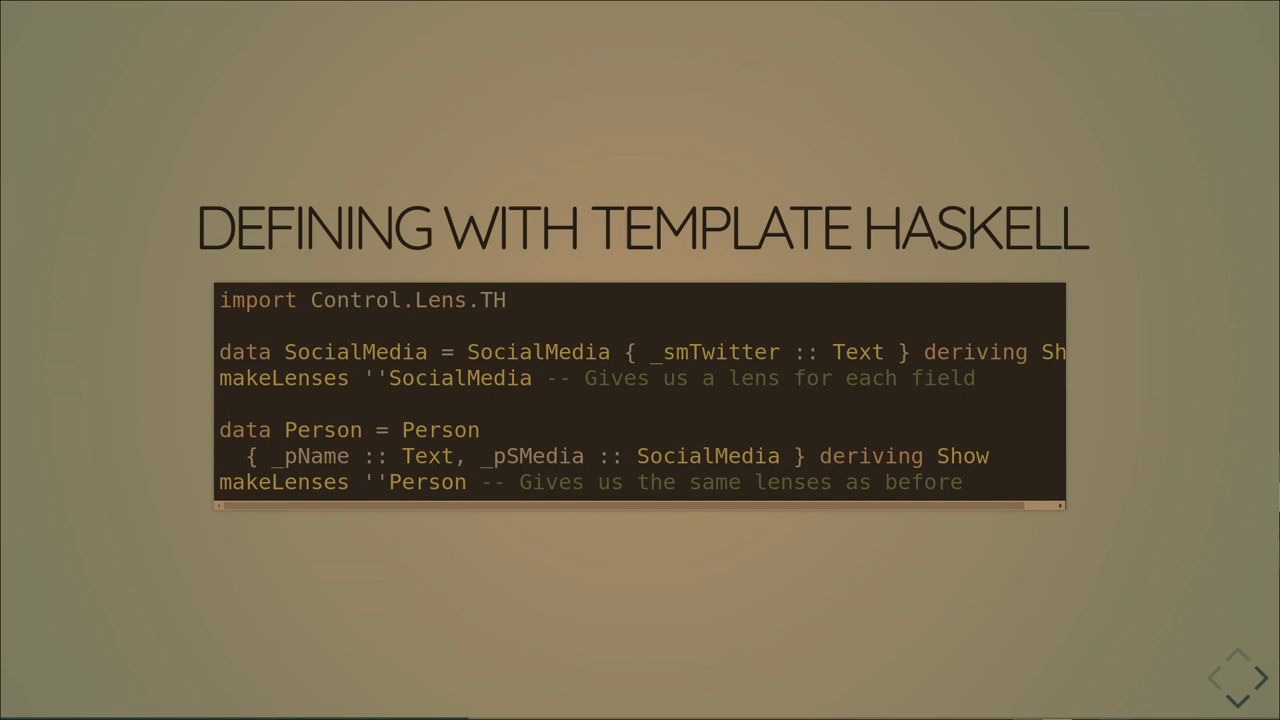 DEFINING WITH TEMPLATE HASKELL
import Control.Lens.TH
data SocialMedia = SocialMedia { _smTwitter :: Text } deriving Sh
makeLenses ''SocialMedia -- Gives us a lens for each field
data Person = Person
  { _pName :: Text, _pSMedia :: SocialMedia } deriving Show
makeLenses ''Person -- Gives us the same lenses as before